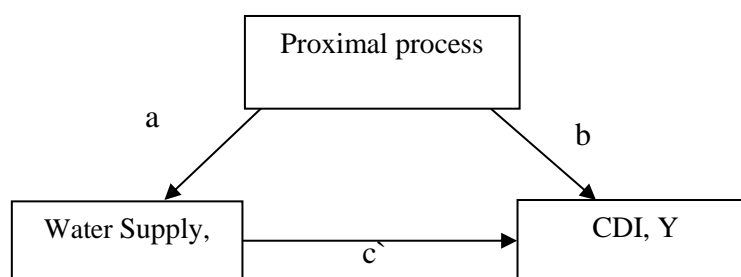 Proximal process
a
b
Water Supply,
CDI, Y
c`